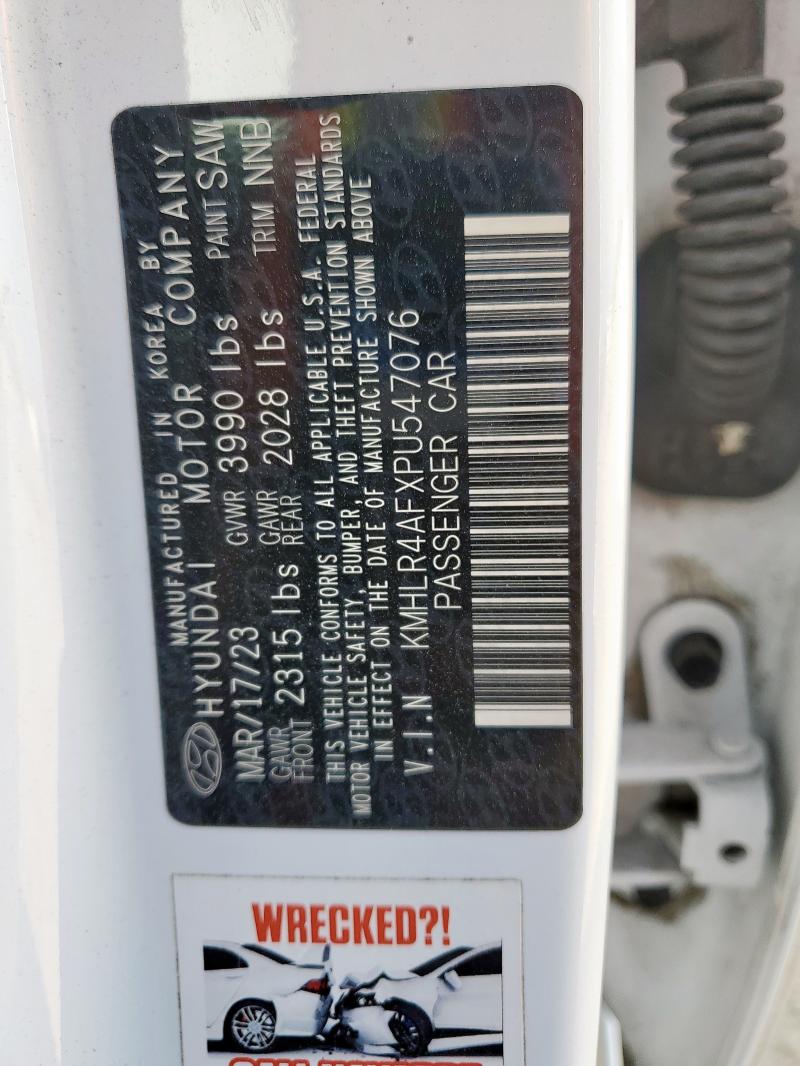 MANUFACTURED IN KOREA BY
HYUNDAI MOTOR COMPANY
MAR/17/23 GVWR 3990 lbs PAINT SAW
GAWR FRONT 2315 lbs GAWR REAR 2028 lbs TRIM NNB
THIS VEHICLE CONFORMS TO ALL APPLICABLE U.S.A. FEDERAL
MOTOR VEHICLE SAFETY, BUMPER, AND THEFT PREVENTION STANDARDS
IN EFFECT ON THE DATE OF MANUFACTURE SHOWN ABOVE
V.I.N KMHLR4AFXPU547076
PASSENGER CAR
WRECKED?!